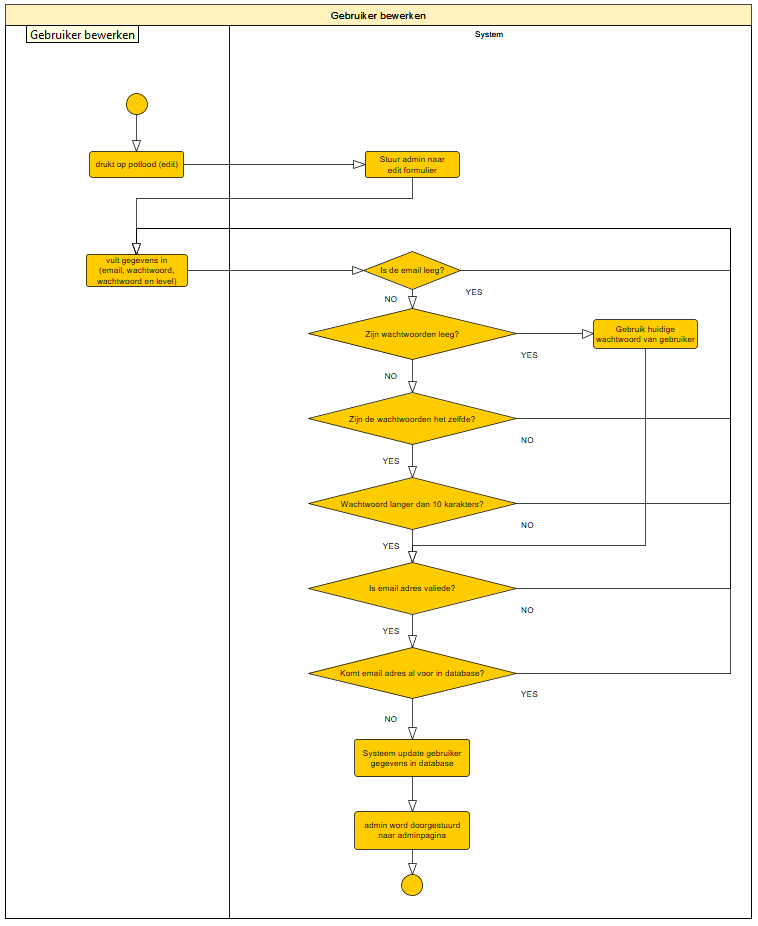 Gebruiker bewerken
Gebruiker bewerken
System
drukt op potlood (edit)
Stuur admin naar
edit formulier
vult gegevens in
(email, wachtwoord,
wachtwoord en level)
Is de email leeg?
YES
NO
Zijn wachtwoorden leeg?
Gebruik huidige
wachtwoord van gebruiker
YES
NO
Zijn de wachtwoorden het zelfde?
NO
YES
Wachtwoord langer dan 10 karakters?
NO
YES
Is email adres valiede?
NO
YES
Komt email adres al voor in database?
YES
NO
Systeem update gebruiker
gegevens in database
admin word doorgestuurd
naar adminpagina